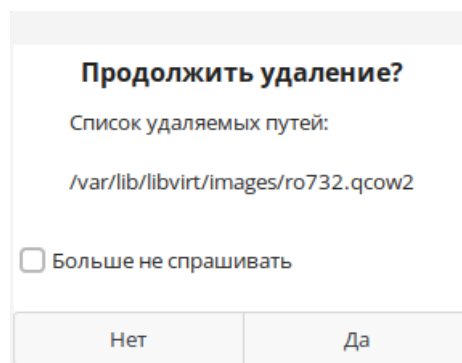 Продолжить удаление?
Список удаляемых путей:
/var/lib/libvirt/images/ro732.qcow2
Больше не спрашивать
Нет
Да